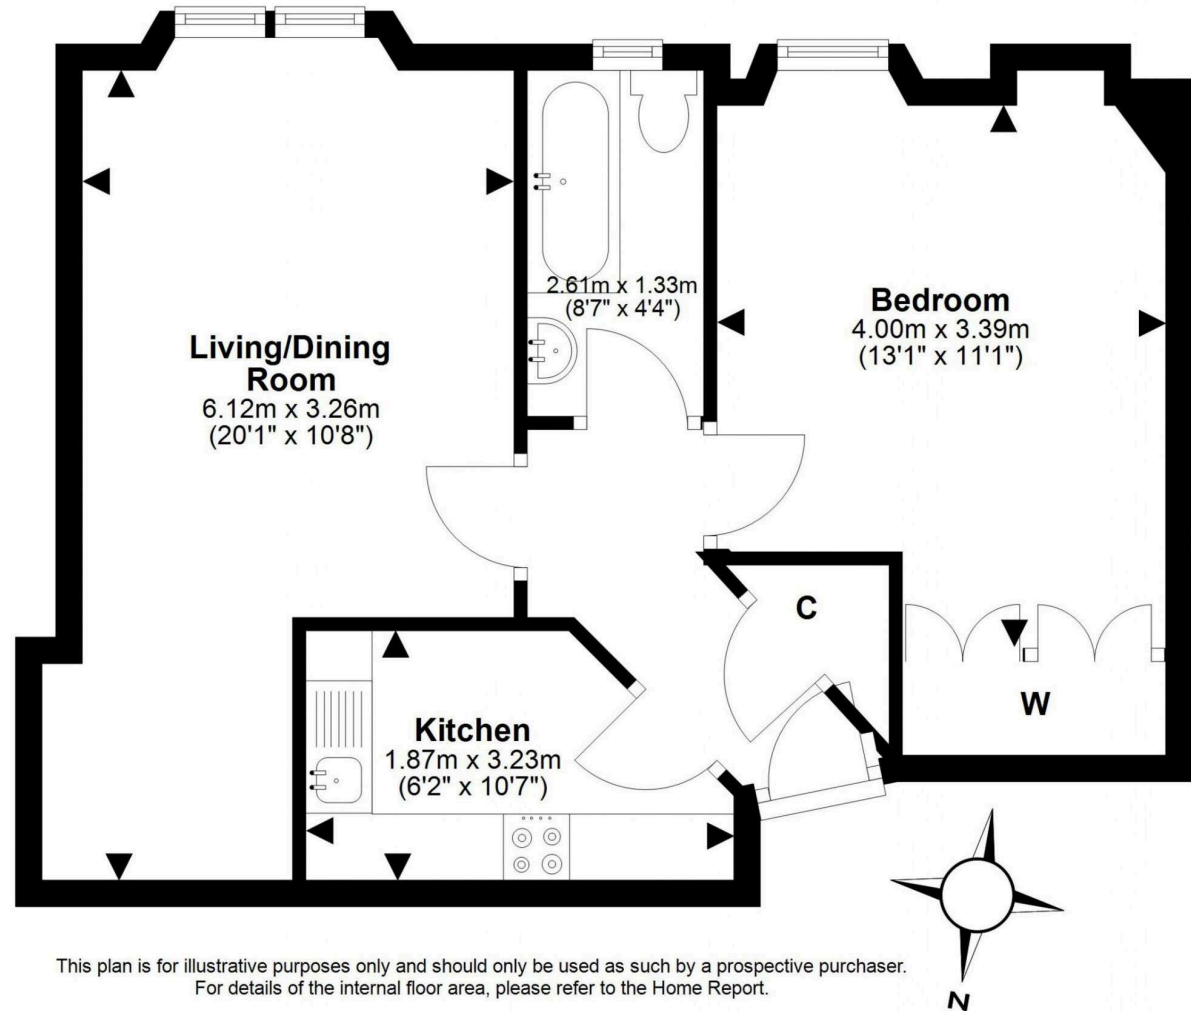 2.61m x 1.33m
(8'7" x 4'4")
Bedroom
4.00m x 3.39m
(13'1" x 11'1")
Living/Dining
Room
6.12m x 3.26m
(20'1" x 10'8")
C
W
Kitchen
1.87m x 3.23m
(6'2" x 10'7")
This plan is for illustrative purposes only and should only be used as such by a prospective purchaser.
For details of the internal floor area, please refer to the Home Report.
N